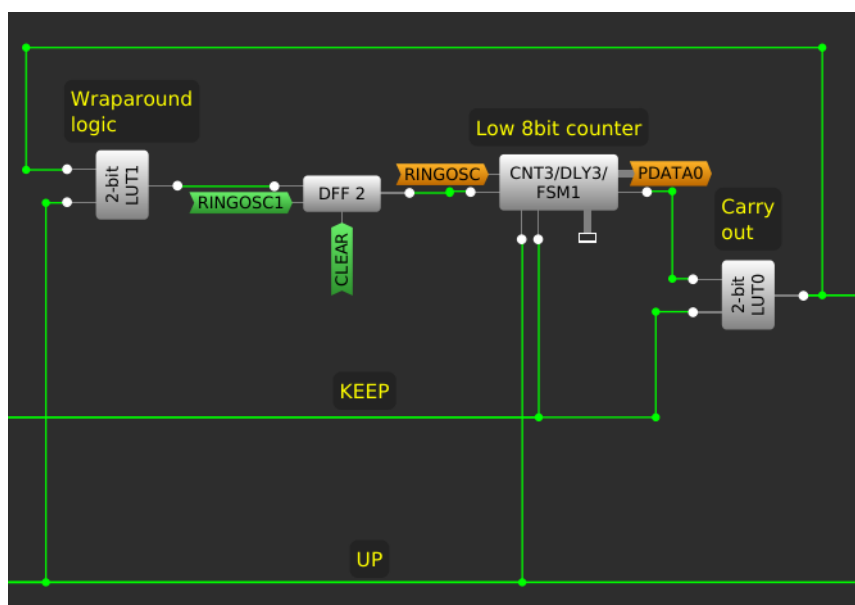 Wraparound
logic
2-bit
LUT1
RINGOSC1
DFF 2
CLEAR
Low 8bit counter
RINGOSC
CNT3/DLY3/
FSM1
PDATA0
Carry
out
2-bit
LUT0
KEEP
UP